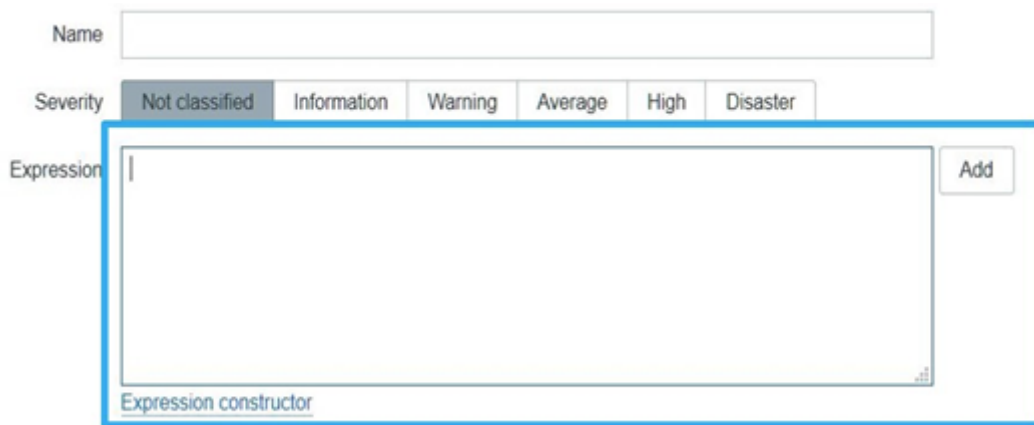 Name
Severity Not classified Information Warning Average High Disaster
Expression Add
Expression constructor